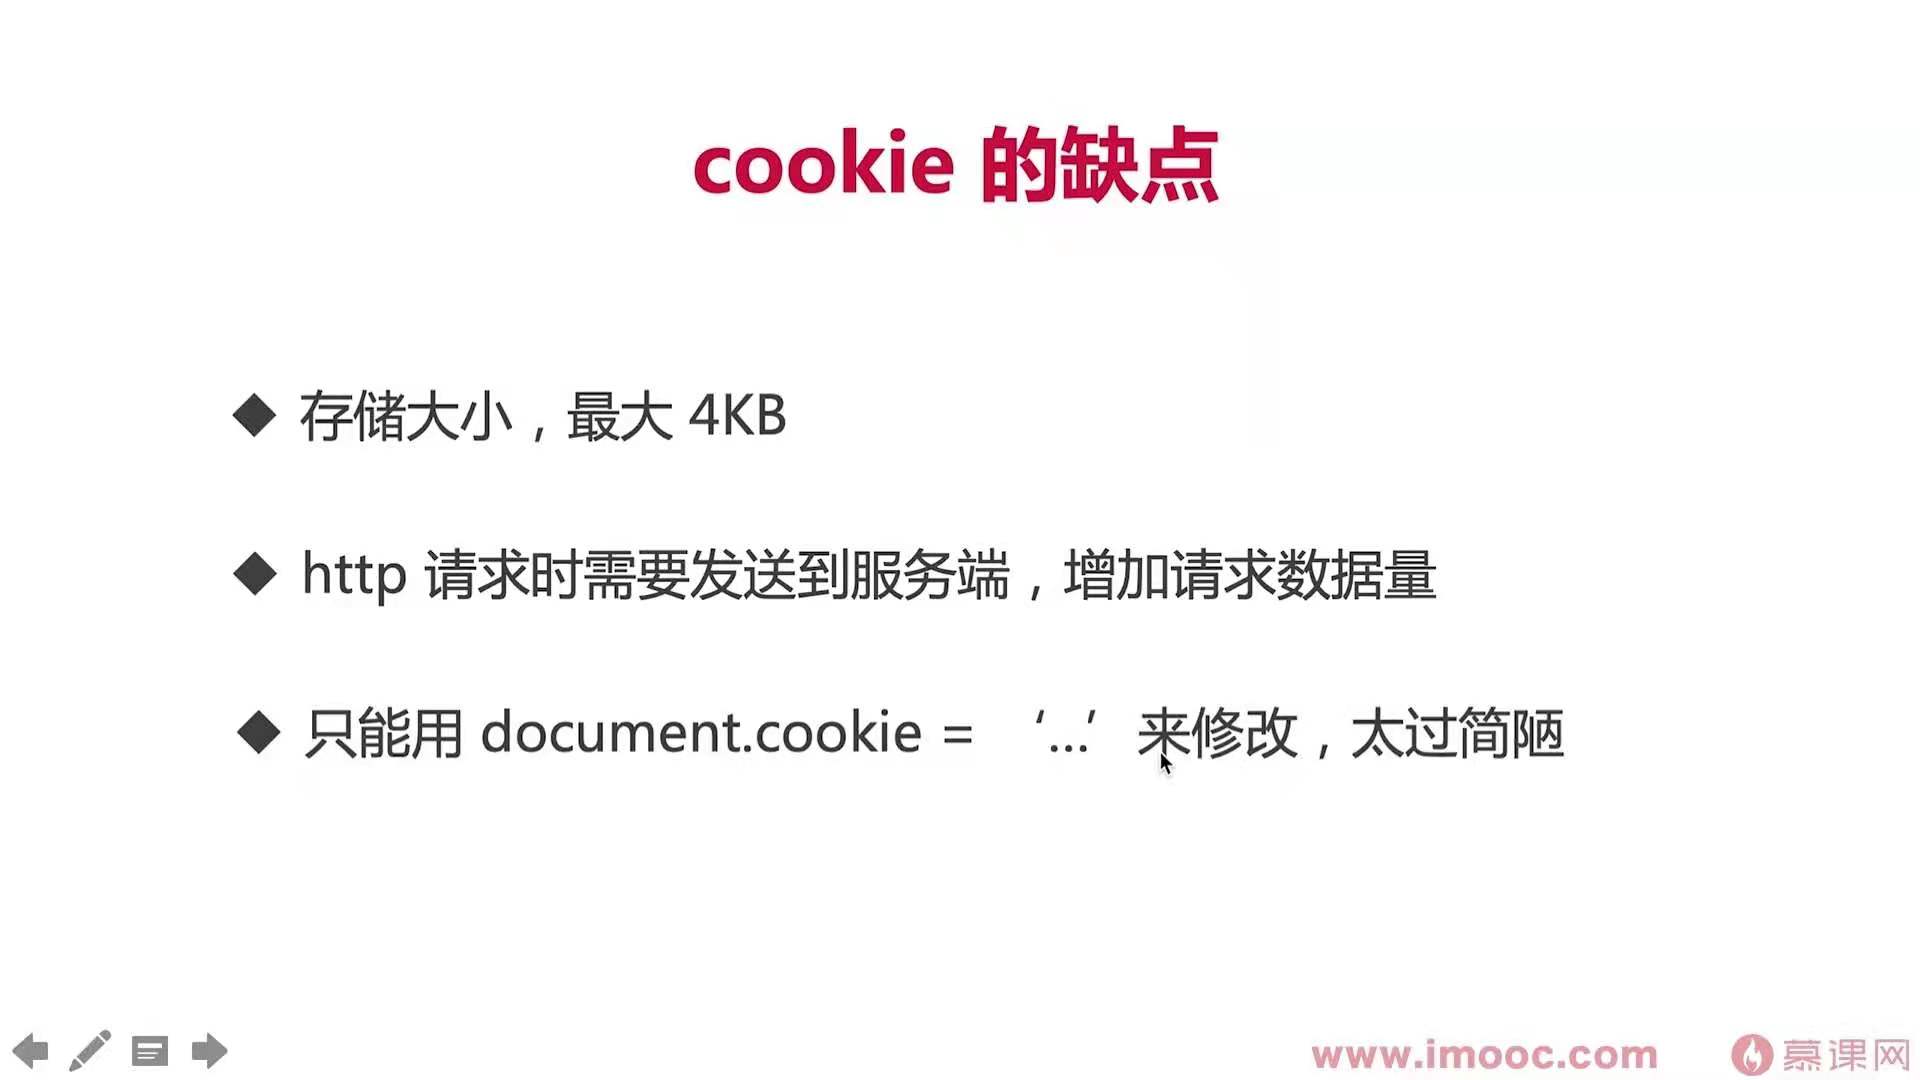 cookie 的缺点
◆ 存储大小，最大 4KB
◆ http 请求时需要发送到服务端，增加请求数据量
◆ 只能用 document.cookie = ‘...’ 来修改，太过简陋
www.imooc.com 慕课网